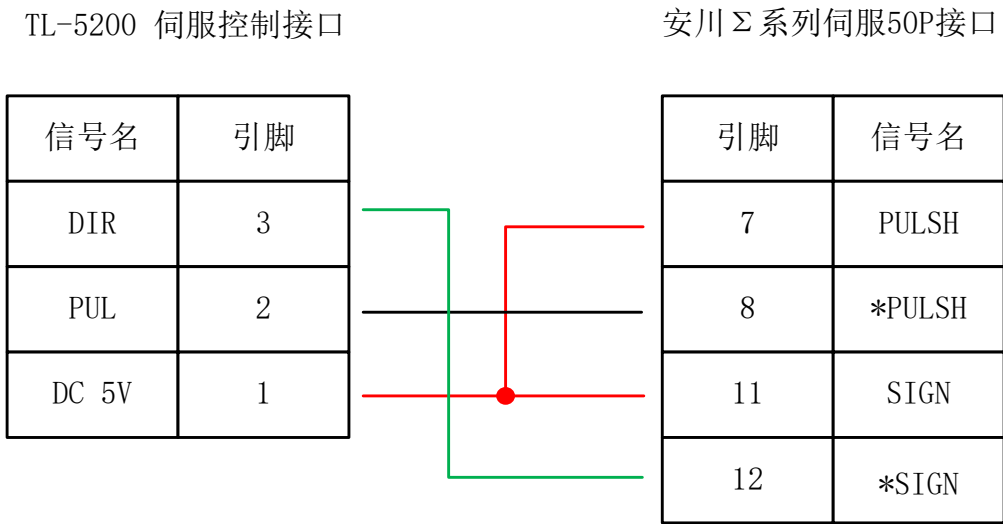 TL-5200 伺服控制接口
安川Σ系列伺服50P接口
信号名 引脚
DIR 3
PUL 2
DC 5V 1
引脚 信号名
7 PULSH
8 *PULSH
11 SIGN
12 *SIGN